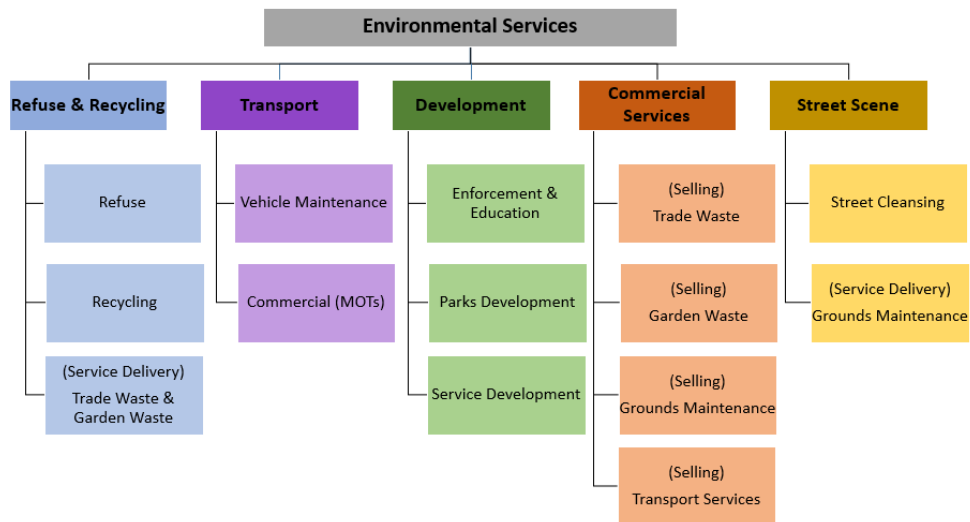 Environmental Services
Refuse & Recycling
Transport
Development
Commercial
Services
Street Scene
Refuse
Recycling
(Service Delivery)
Trade Waste &
Garden Waste
Vehicle Maintenance
Commercial (MOTs)
Enforcement &
Education
Parks Development
Service Development
(Selling)
Trade Waste
(Selling)
Garden Waste
(Selling)
Grounds Maintenance
(Selling)
Transport Services
Street Cleansing
(Service Delivery)
Grounds Maintenance